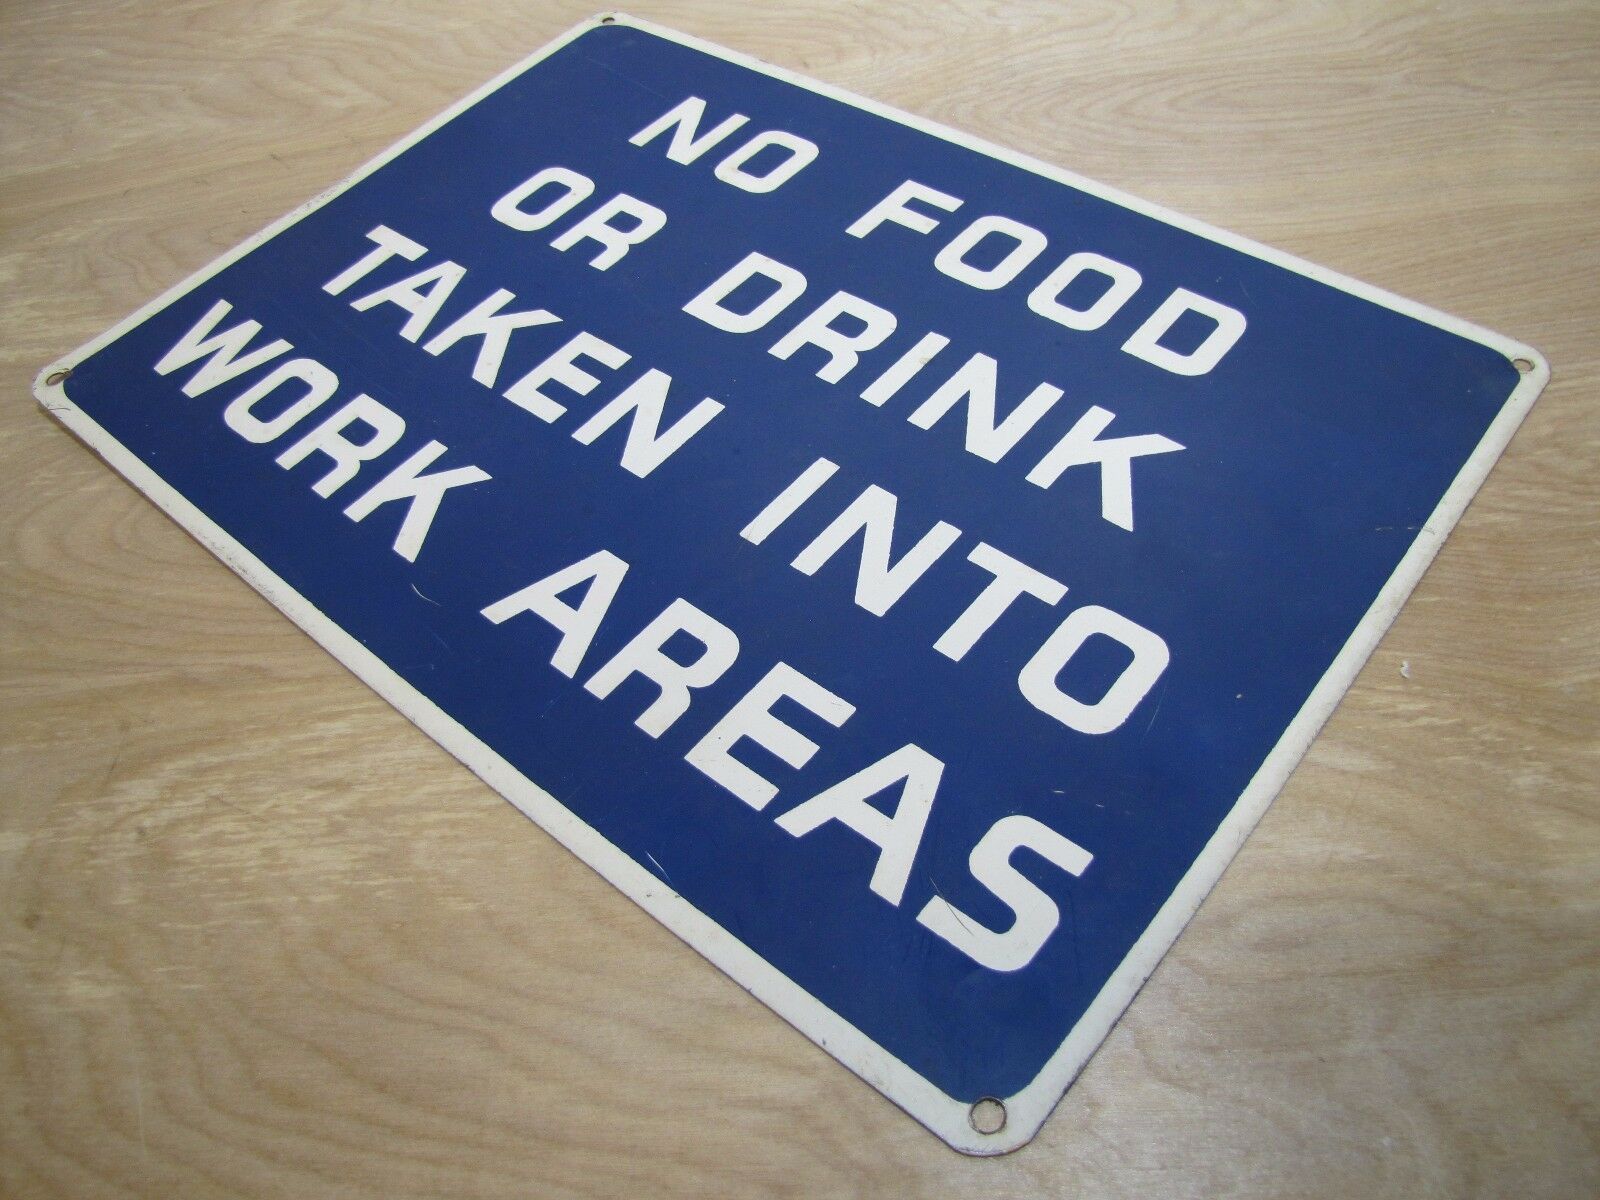 NO FOOD
OR DRINK
TAKEN INTO
WORK AREAS